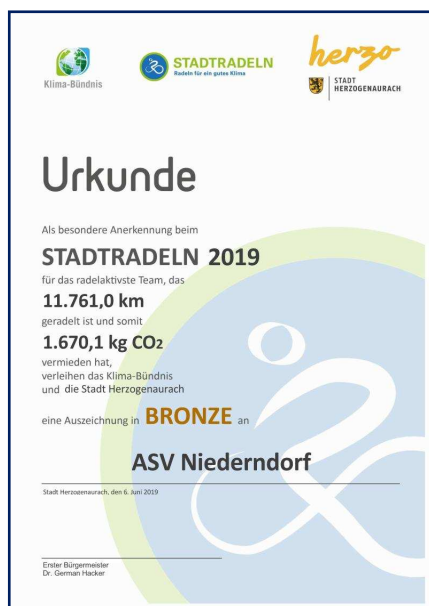 Klima-Bündnis
STADTRADELN
Radeln für ein gutes Klima
herzo
STADT
HERZOGENAURACH
Urkunde
Als besondere Anerkennung beim
STADTRADELN 2019
für das radelaktivste Team, das
11.761,0 km
geradelt ist und somit
1.670,1 kg CO2
vermieden hat,
verleihen das Klima-Bündnis
und die Stadt Herzogenaurach
eine Auszeichnung in BRONZE an
ASV Niederndorf
Stadt Herzogenaurach, den 6. Juni 2019
Erster Bürgermeister
Dr. German Hacker